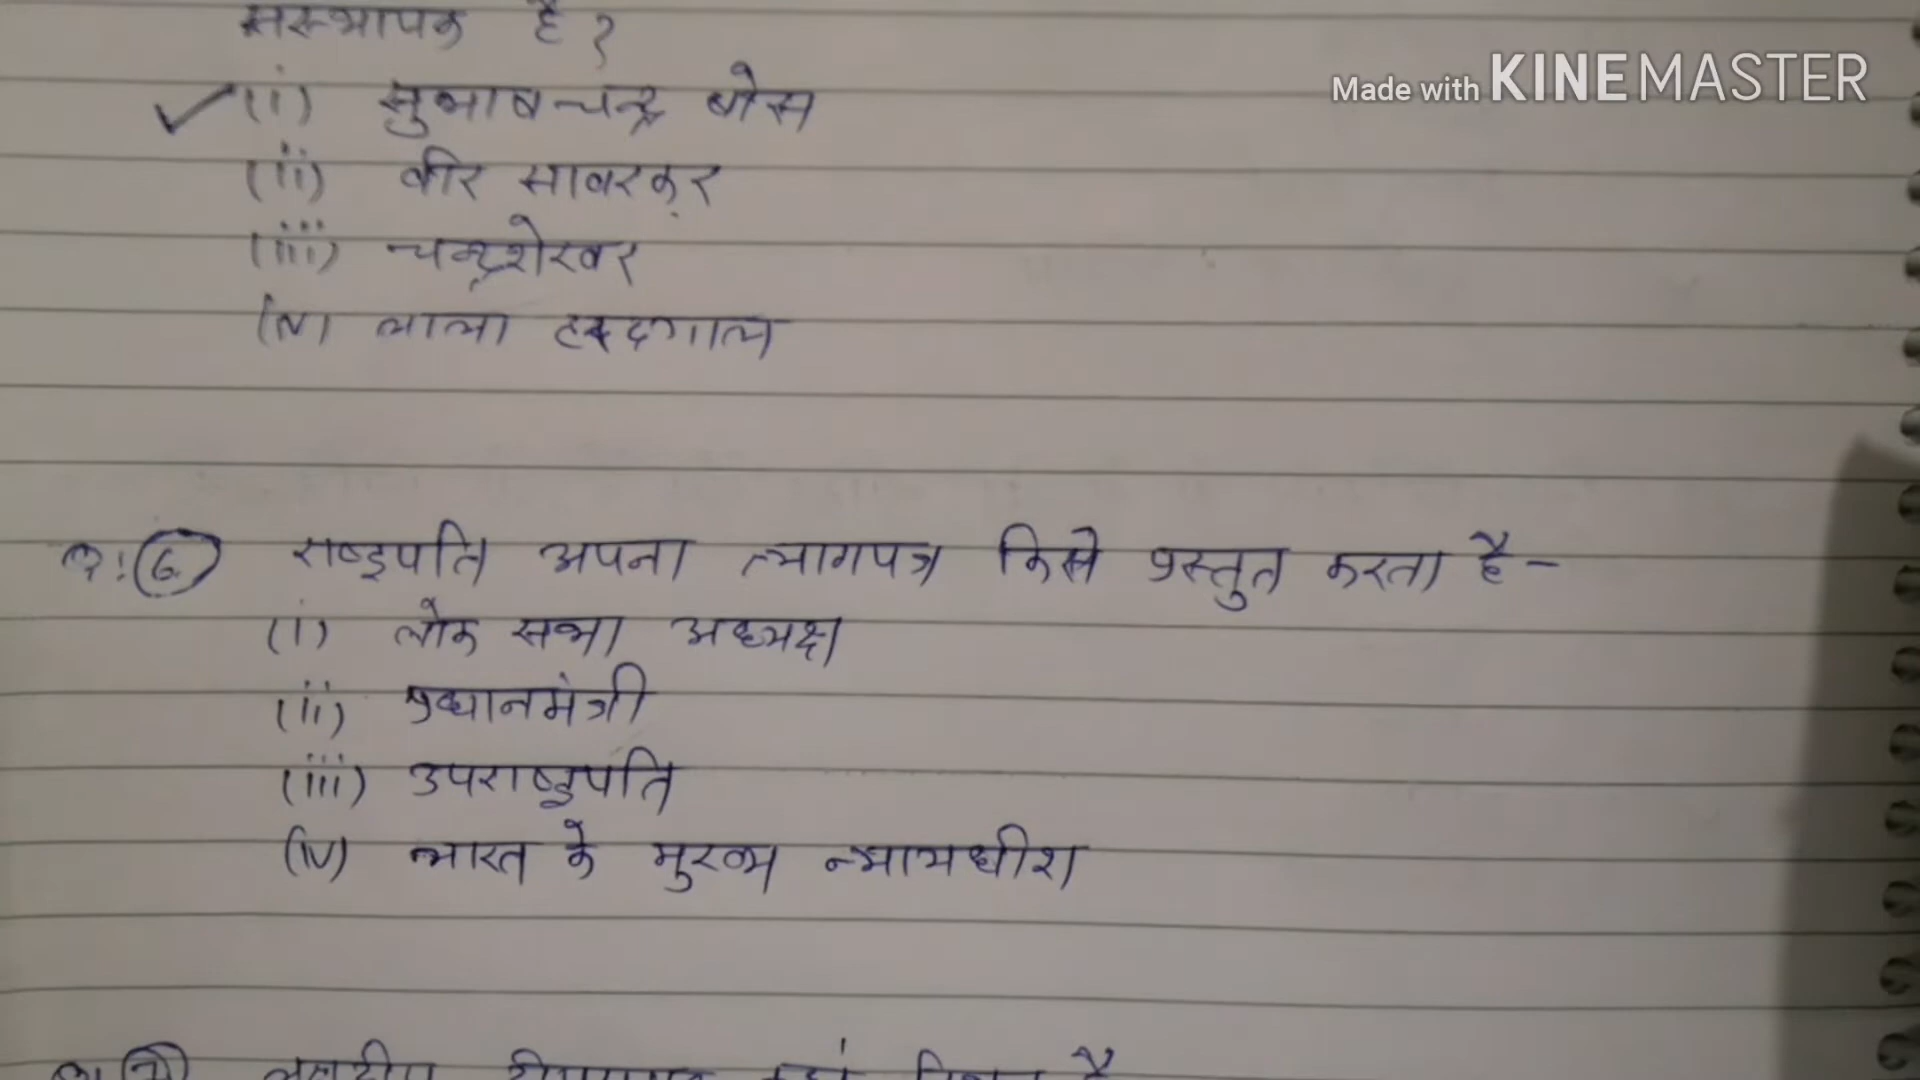 संस्थापक है?
Made with KINEMASTER
(i) सुभाष चन्द्र बोस
(ii) वीर सावरकर
(iii) चन्द्रशेखर
(iv) लाला हरदयाल
Q. 6. राष्ट्रपति अपना त्यागपत्र किसे प्रस्तुत करता है -
(i) लोक सभा अध्यक्ष
(ii) प्रधानमंत्री
(iii) उपराष्ट्रपति
(iv) भारत के मुख्य न्यायधीश